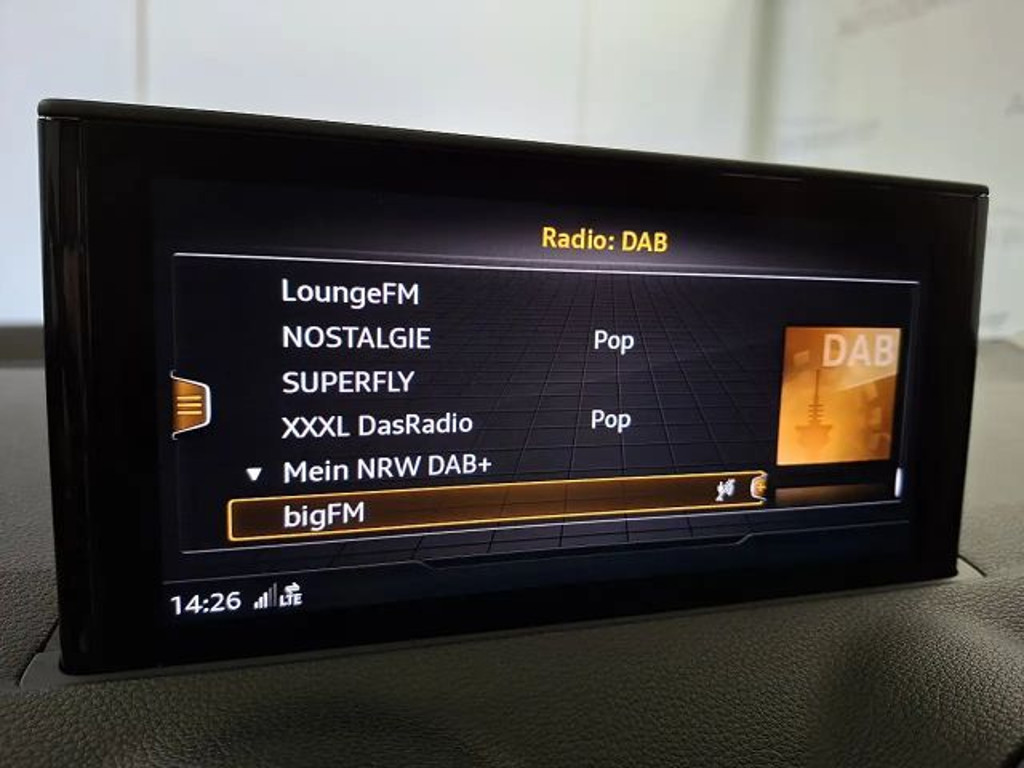 Radio: DAB
LoungeFM
NOSTALGIE Pop
SUPERFLY
XXXL DasRadio Pop
Mein NRW DAB+
bigFM
DAB
14:26 LTE